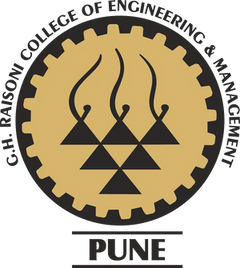 G.H. RAISONI COLLEGE OF ENGINEERING & MANAGEMENT
PUNE